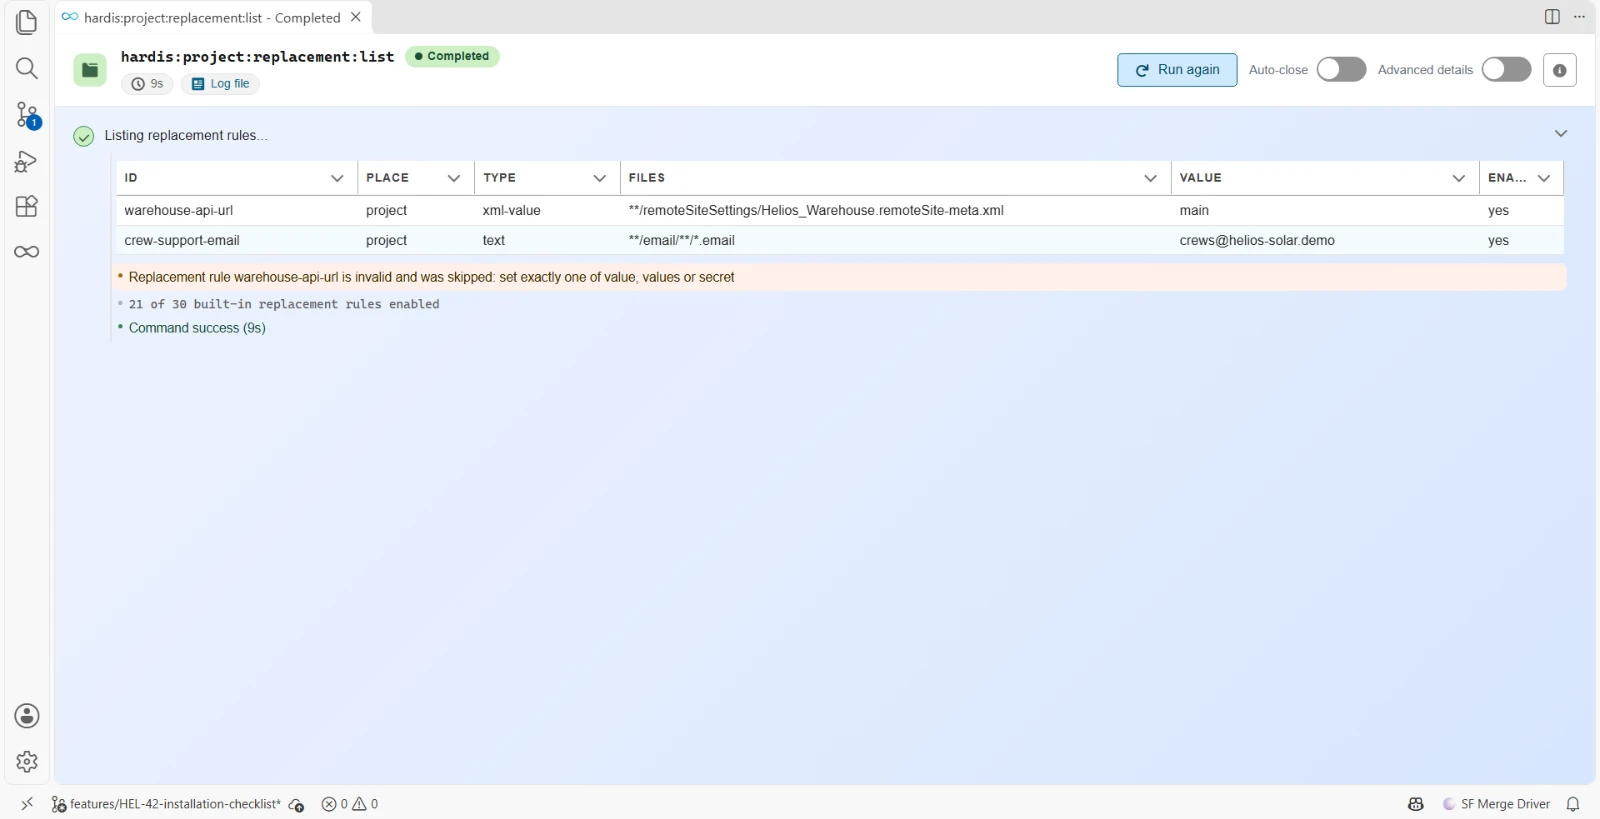 hardis:project:replacement:list - Completed
hardis:project:replacement:list
Completed
9s
Log file
Run again
Auto-close
Advanced details
1
Listing replacement rules...
ID PLACE TYPE FILES VALUE ENA...
warehouse-api-url project xml-value **/remoteSiteSettings/Helios_Warehouse.remoteSite-meta.xml main yes
crew-support-email project text **/email/**/*.email crews@helios-solar.demo yes
Replacement rule warehouse-api-url is invalid and was skipped: set exactly one of value, values or secret
21 of 30 built-in replacement rules enabled
Command success (9s)
features/HEL-42-installation-checklist* 0 0 SF Merge Driver